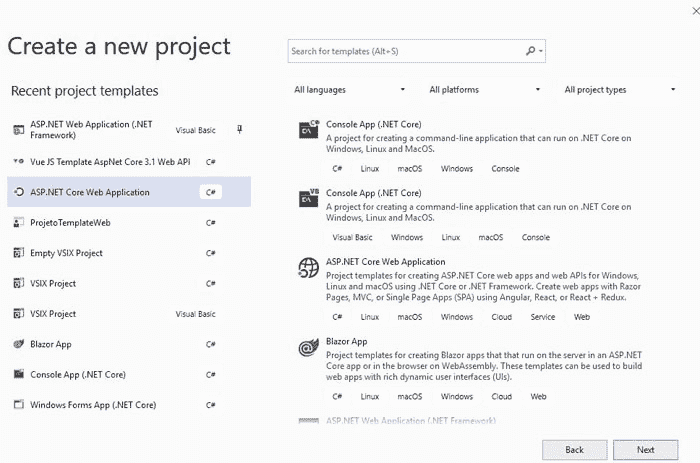 Create a new project
Search for templates (Alt+S)
Recent project templates
All languages
All platforms
All project types
ASP.NET Web Application (.NET
Framework)
Visual Basic
Vue JS Template AspNet Core 3.1 Web API
C#
ASP.NET Core Web Application
C#
ProjetoTemplateWeb
C#
Empty VSIX Project
C#
VSIX Project
C#
VSIX Project
Visual Basic
Blazor App
C#
Console App (.NET Core)
C#
Windows Forms App (.NET Core)
C#
Console App (.NET Core)
A project for creating a command-line application that can run on .NET Core on
Windows, Linux and MacOS.
C# Linux macOS Windows Console
Console App (.NET Core)
A project for creating a command-line application that can run on .NET Core on
Windows, Linux and MacOS.
Visual Basic Windows Linux macOS Console
ASP.NET Core Web Application
Project templates for creating ASP.NET Core web apps and web APIs for Windows,
Linux and macOS using .NET Core or .NET Framework. Create web apps with Razor
Pages, MVC, or Single Page Apps (SPA) using Angular, React, or React + Redux.
C# Linux macOS Windows Cloud Service Web
Blazor App
Project templates for creating Blazor apps that that run on the server in an ASP.NET
Core app or in the browser on WebAssembly. These templates can be used to build
web apps with rich dynamic user interfaces (UIs).
C# Linux macOS Windows Cloud Web
ASP.NET Web Application (.NET Framework)
Back
Next